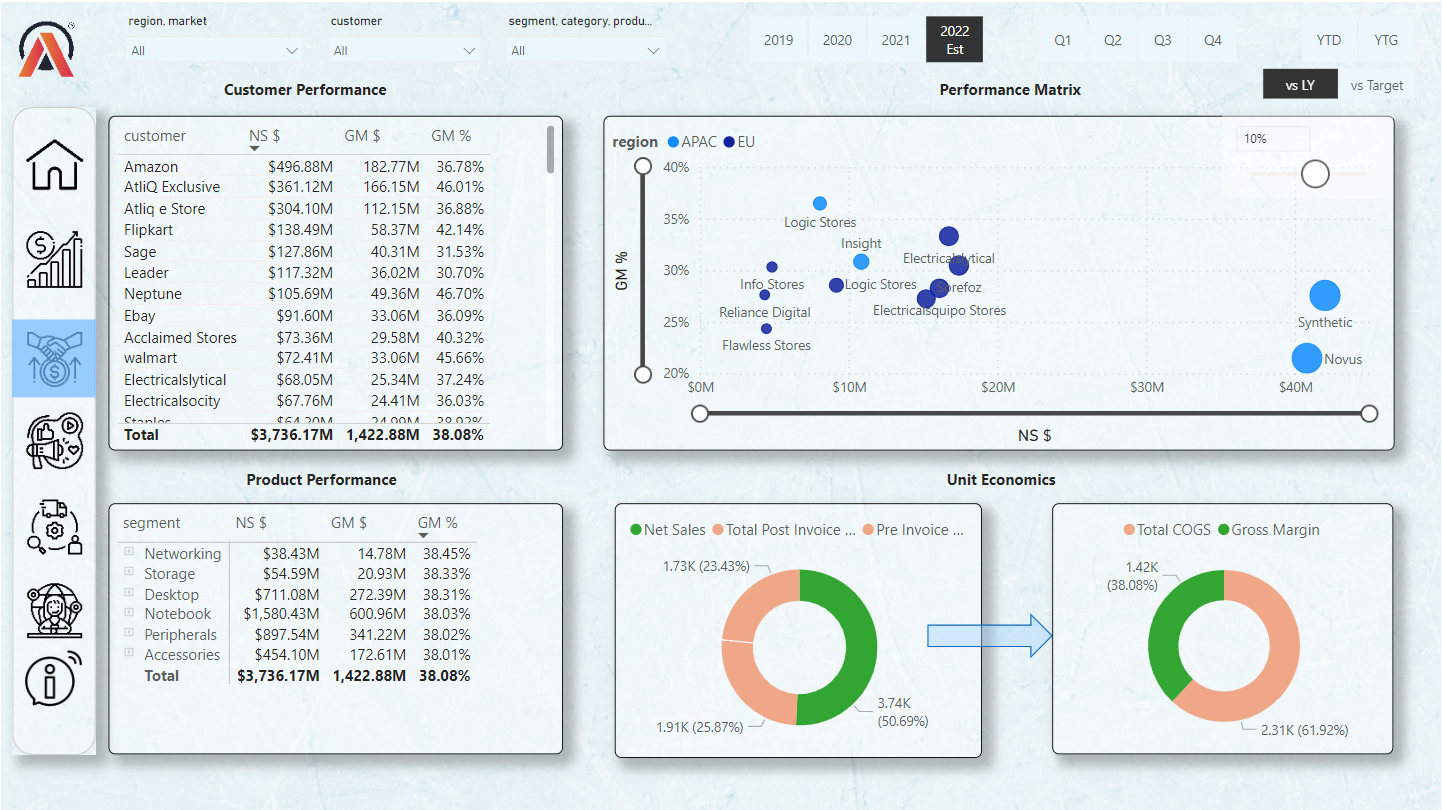 region, market
customer
segment, category, produ...
All
All
All
2019
2020
2021
2022
Est
Q1
Q2
Q3
Q4
YTD
YTG
vs LY
vs Target
Customer Performance
customer NS $ GM $ GM %
Amazon $496.88M 182.77M 36.78%
AtliQ Exclusive $361.12M 166.15M 46.01%
Atliq e Store $304.10M 112.15M 36.88%
Flipkart $138.49M 58.37M 42.14%
Sage $127.86M 40.31M 31.53%
Leader $117.32M 36.02M 30.70%
Neptune $105.69M 49.36M 46.70%
Ebay $91.60M 33.06M 36.09%
Acclaimed Stores $73.36M 29.58M 40.32%
walmart $72.41M 33.06M 45.66%
Electricalslytical $68.05M 25.34M 37.24%
Electricalsocity $67.76M 24.41M 36.03%
Staples $64.20M 24.99M 38.92%
Total $3,736.17M 1,422.88M 38.08%
Performance Matrix
region APAC EU
10%
GM %
40%
35%
30%
25%
20%
Logic Stores
Insight
Electricalslytical
Info Stores
Logic Stores
Sorefoz
Reliance Digital
Electricalsquipo Stores
Flawless Stores
Synthetic
Novus
$0M $10M $20M $30M $40M
NS $
Product Performance
segment NS $ GM $ GM %
Networking $38.43M 14.78M 38.45%
Storage $54.59M 20.93M 38.33%
Desktop $711.08M 272.39M 38.31%
Notebook $1,580.43M 600.96M 38.03%
Peripherals $897.54M 341.22M 38.02%
Accessories $454.10M 172.61M 38.01%
Total $3,736.17M 1,422.88M 38.08%
Unit Economics
Net Sales Total Post Invoice ... Pre Invoice ...
1.73K (23.43%)
3.74K
(50.69%)
1.91K (25.87%)
Total COGS Gross Margin
1.42K
(38.08%)
2.31K (61.92%)